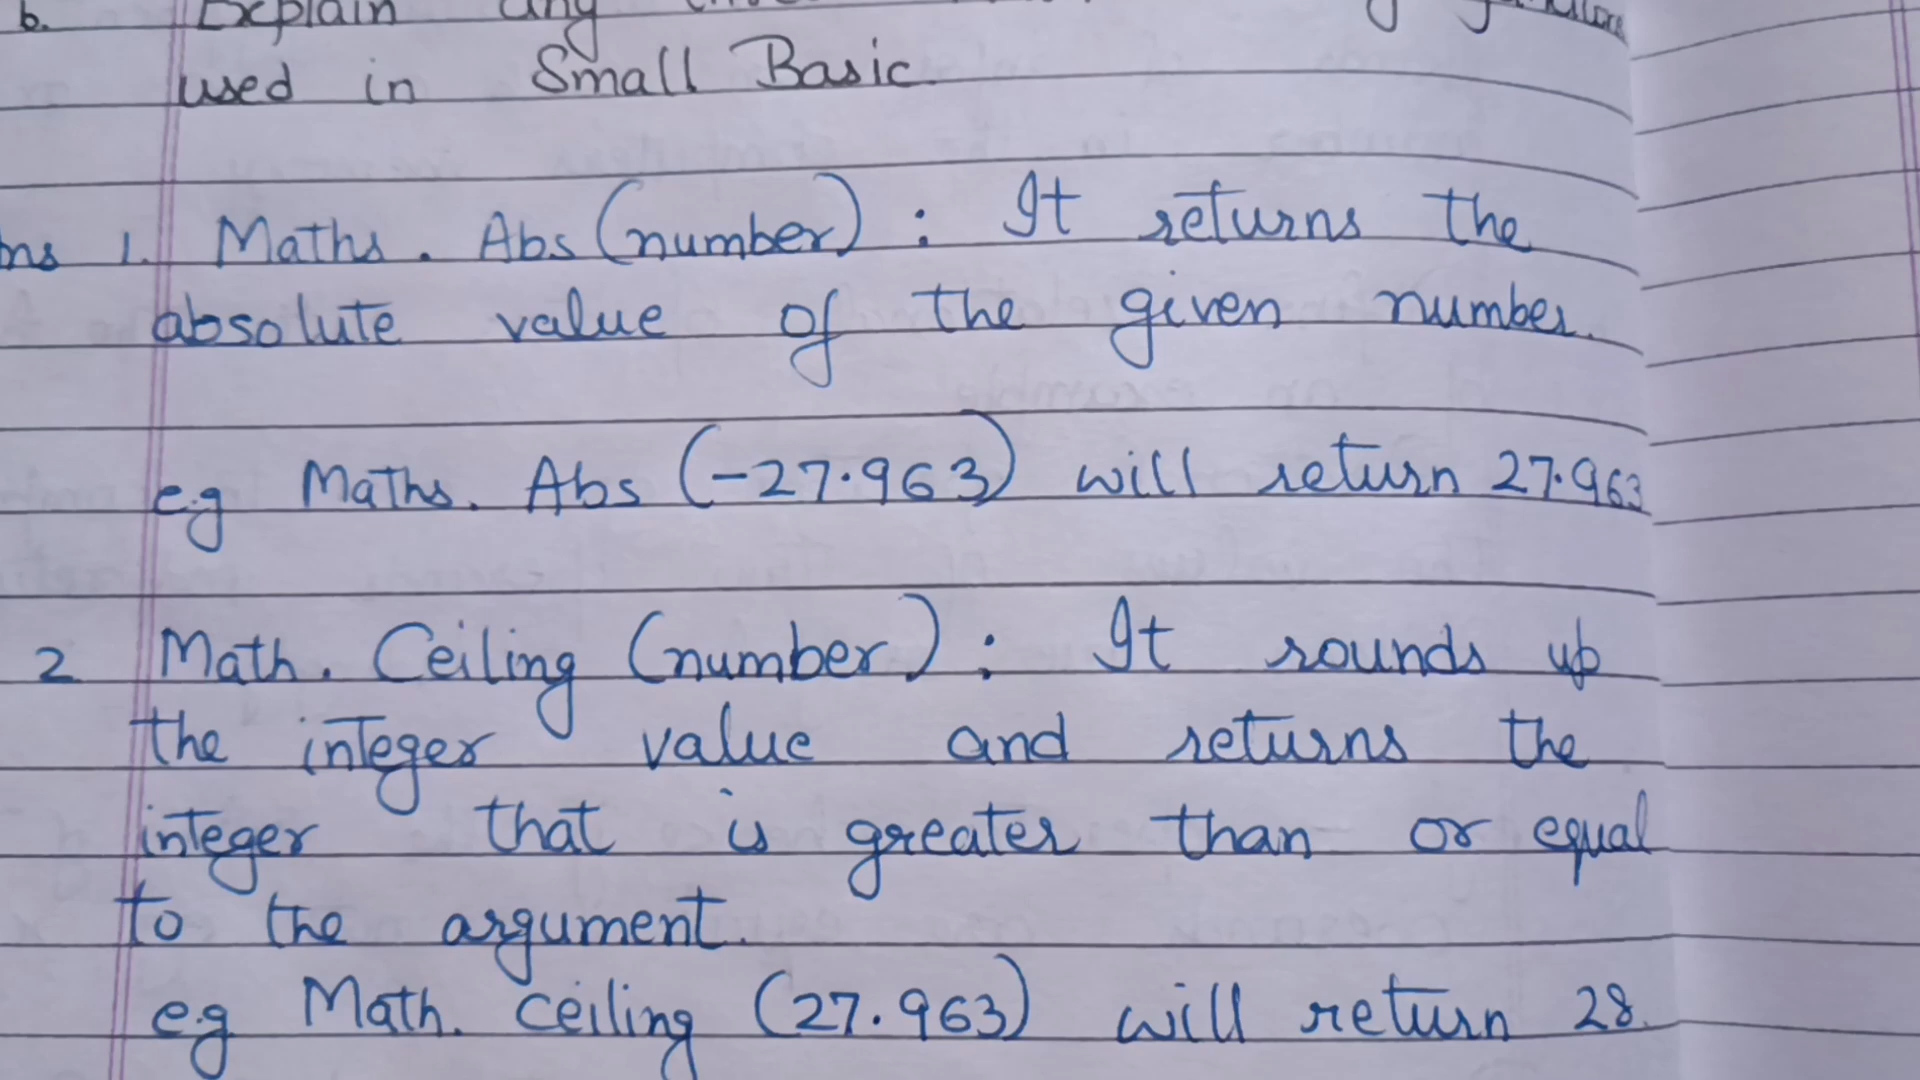 b. Explain any
used in Small Basic.
ns 1. Maths. Abs (number) : It returns the
absolute value of the given number.
eg Maths. Abs (-27.963) will return 27.963
2 Math. Ceiling (number) : It rounds up
the integer value and returns the
integer that is greater than or equal
to the argument.
eg Math. Ceiling (27.963) will return 28.